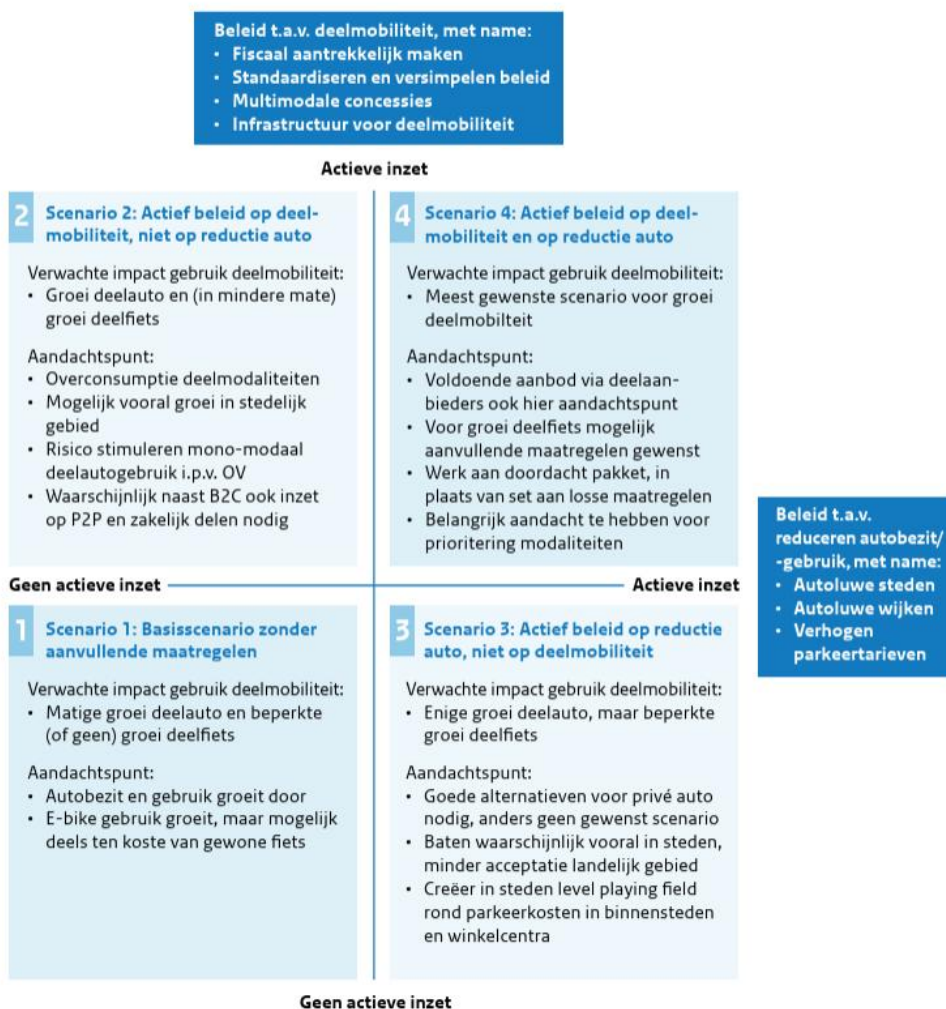 Beleid t.a.v. deelmobiliteit, met name:
• Fiscaal aantrekkelijk maken
• Standaardiseren en versimpelen beleid
• Multimodale concessies
• Infrastructuur voor deelmobiliteit
Actieve inzet
2 Scenario 2: Actief beleid op deel-
mobiliteit, niet op reductie auto
Verwachte impact gebruik deelmobiliteit:
• Groei deelauto en (in mindere mate)
groei deelfiets
Aandachtspunt:
• Overconsumptie deelmodaliteiten
• Mogelijk vooral groei in stedelijk
gebied
• Risico stimuleren mono-modaal
deelautogebruik i.p.v. OV
• Waarschijnlijk naast B2C ook inzet
op P2P en zakelijk delen nodig
4 Scenario 4: Actief beleid op deel-
mobiliteit en op reductie auto
Verwachte impact gebruik deelmobiliteit:
• Meest gewenste scenario voor groei
deelmobilteit
Aandachtspunt:
• Voldoende aanbod via deelaan-
bieders ook hier aandachtspunt
• Voor groei deelfiets mogelijk
aanvullende maatregelen gewenst
• Werk aan doordacht pakket, in
plaats van set aan losse maatregelen
• Belangrijk aandacht te hebben voor
prioritering modaliteiten
Geen actieve inzet
Actieve inzet
Beleid t.a.v.
reduceren autobezit/
-gebruik, met name:
• Autoluwe steden
• Autoluwe wijken
• Verhogen
parkeertarieven
1 Scenario 1: Basisscenario zonder
aanvullende maatregelen
Verwachte impact gebruik deelmobiliteit:
• Matige groei deelauto en beperkte
(of geen) groei deelfiets
Aandachtspunt:
• Autobezit en gebruik groeit door
• E-bike gebruik groeit, maar mogelijk
deels ten koste van gewone fiets
3 Scenario 3: Actief beleid op reductie
auto, niet op deelmobiliteit
Verwachte impact gebruik deelmobiliteit:
• Enige groei deelauto, maar beperkte
groei deelfiets
Aandachtspunt:
• Goede alternatieven voor privé auto
nodig, anders geen gewenst scenario
• Baten waarschijnlijk vooral in steden,
minder acceptatie landelijk gebied
• Creëer in steden level playing field
rond parkeerkosten in binnensteden
en winkelcentra
Geen actieve inzet